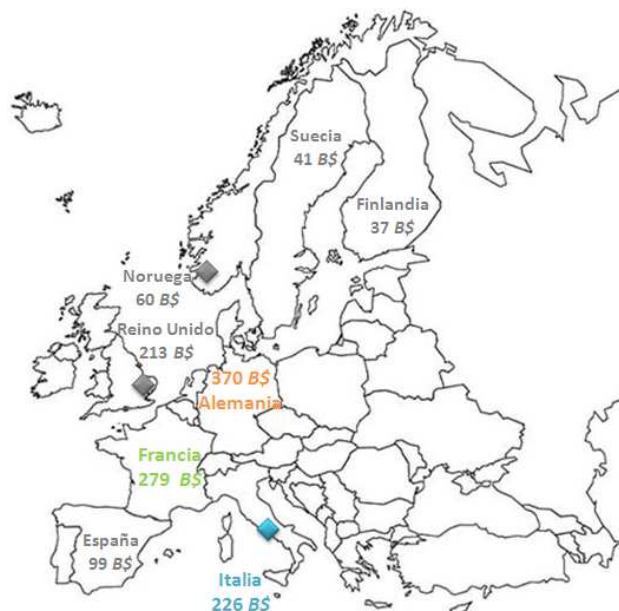 Suecia
41 B$
Finlandia
37 B$
Noruega
60 B$
Reino Unido
213 B$
370 B$
Alemania
Francia
279 B$
España
99 B$
Italia
226 B$